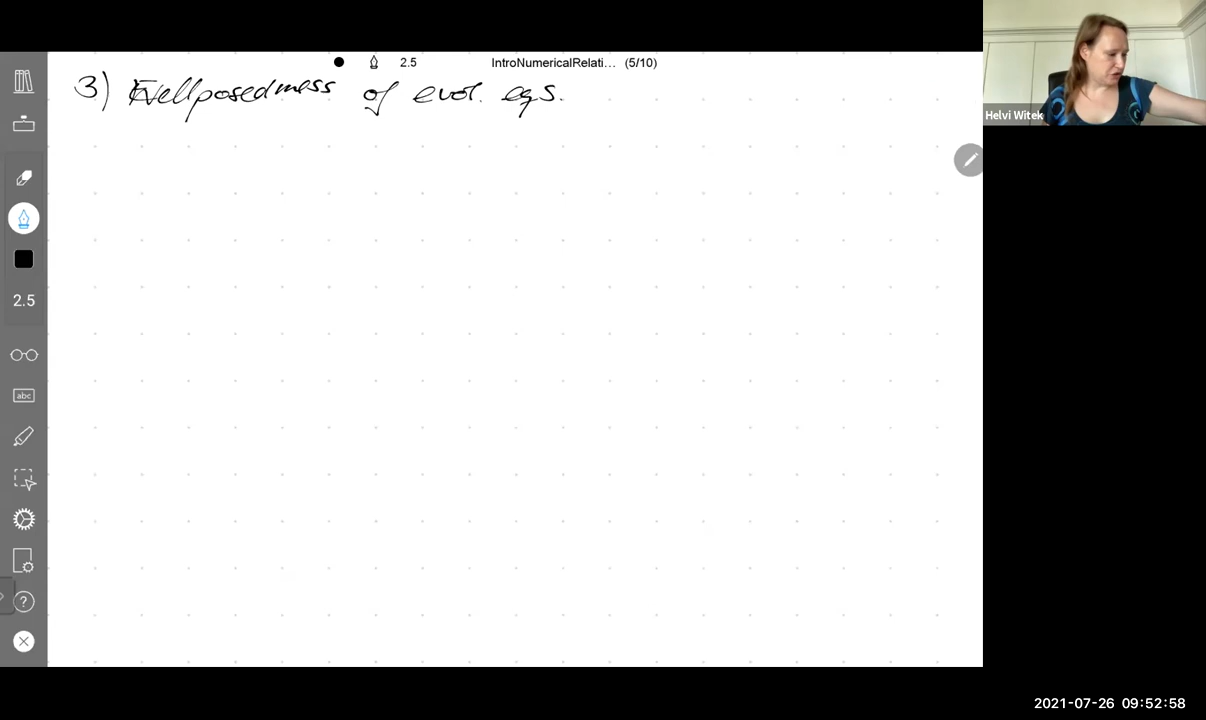 2.5 IntroNumericalRelati... (5/10)
3) Wellposedness of evol. eqs.
Helvi Witek
2.5
abc
?
2021-07-26 09:52:58